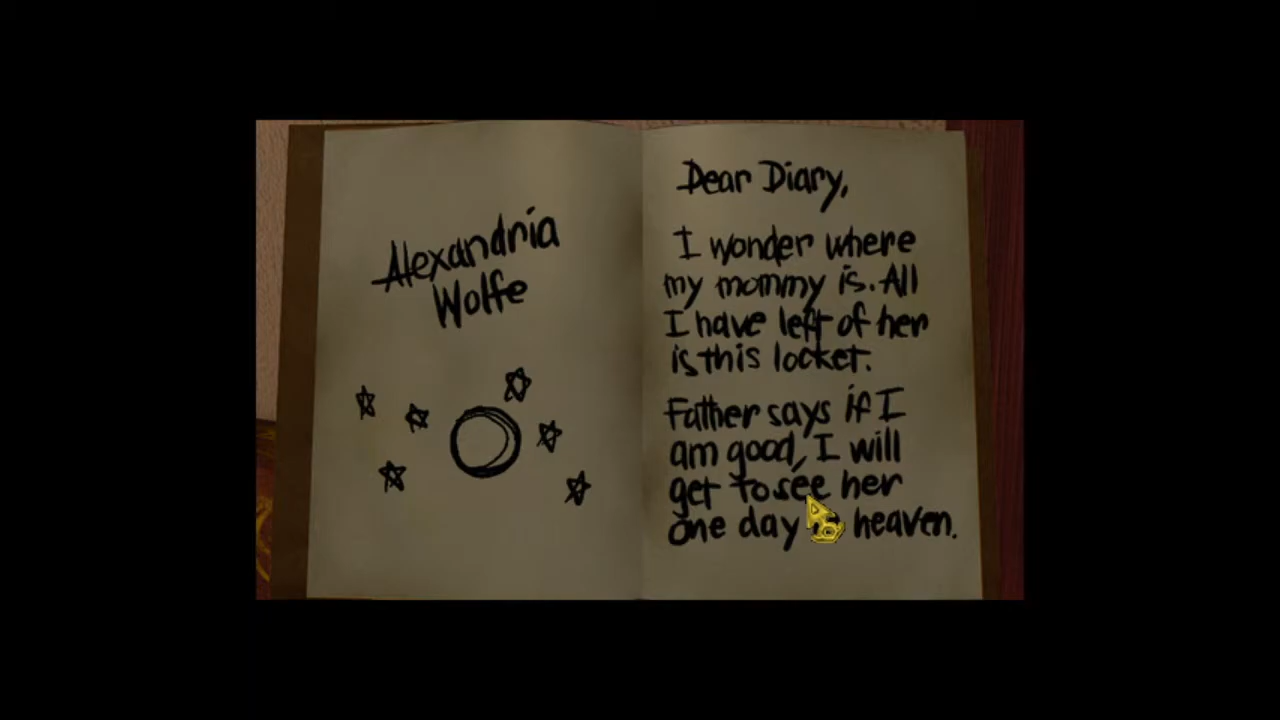 Alexandria
Wolfe
Dear Diary,
I wonder where
my mommy is. All
I have left of her
is this locket.
Father says if I
am good, I will
get to see her
one day heaven.